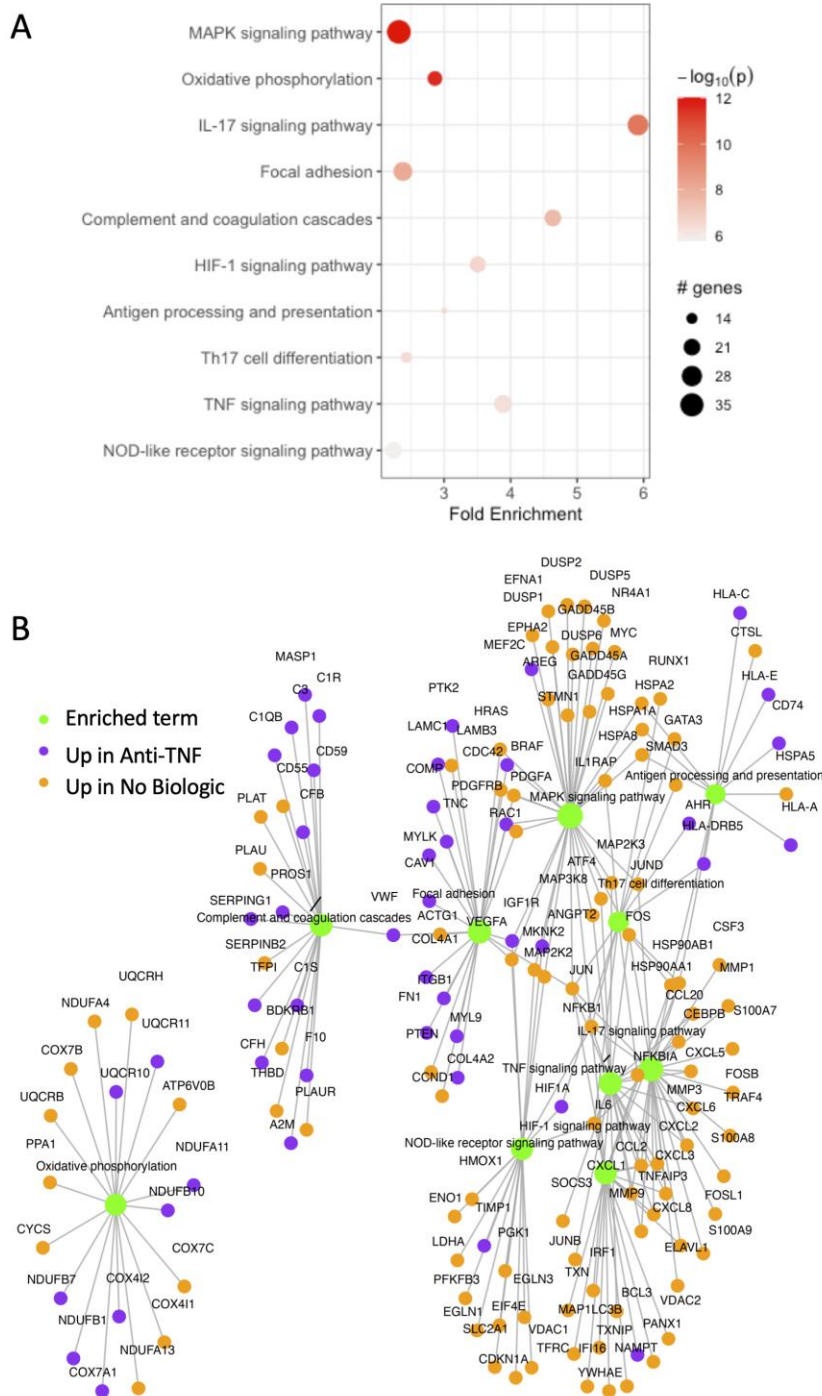 A
MAPK signaling pathway
Oxidative phosphorylation
IL-17 signaling pathway
Focal adhesion
Complement and coagulation cascades
HIF-1 signaling pathway
Antigen processing and presentation
Th17 cell differentiation
TNF signaling pathway
NOD-like receptor signaling pathway
3 4 5 6
Fold Enrichment
−log10(p)
12
10
8
6
# genes
14
21
28
35
B
Enriched term
Up in Anti-TNF
Up in No Biologic
DUSP2
EFNA1
DUSP5
DUSP1
NR4A1
GADD45B
HLA-C
EPHA2
DUSP6
MYC
CTSL
MEF2C
GADD45A
MASP1
AREG
RUNX1
HLA-E
C3
C1R
PTK2
GADD45G
HSPA2
CD74
STMN1
C1QB
LAMC1
HRAS
HSPA1A
GATA3
CD59
LAMB3
HSPA8
HSPA5
CD55
COMP
CDC42
BRAF
SMAD3
IL1RAP
PLAT
CFB
PDGFRB
PDGFA
Antigen processing and presentation
TNC
MAPK signaling pathway
HLA-A
RAC1
AHR
PLAU
MYLK
HLA-DRB5
MAP2K3
PROS1
CAV1
ATF4
JUND
MAP3K8
Th17 cell differentiation
SERPING1
VWF
Focal adhesion
IGF1R
Complement and coagulation cascades
ACTG1
VEGFA
ANGPT2
FOS
CSF3
COL4A1
MKNK2
SERPINB2
MAP2K2
HSP90AB1
TFPI
C1S
ITGB1
JUN
HSP90AA1
MMP1
UQCRH
FN1
CCL20
NDUFA4
BDKRB1
NFKB1
CEBPB
S100A7
UQCR11
MYL9
IL-17 signaling pathway
CFH
F10
PTEN
COX7B
COL4A2
TNF signaling pathway
NFKBIA
CXCL5
UQCR10
ATP6V0B
THBD
CCND1
FOSB
HIF1A
MMP3
TRAF4
UQCRB
PLAUR
IL6
CXCL6
HIF-1 signaling pathway
CXCL2
PPA1
NDUFA11
A2M
NOD-like receptor signaling pathway
S100A8
CCL2
CXCL3
Oxidative phosphorylation
HMOX1
CXCL1
TNFAIP3
NDUFB10
SOCS3
MMP9
FOSL1
ENO1
TIMP1
CXCL8
S100A9
CYCS
COX7C
LDHA
PGK1
JUNB
ELAVL1
IRF1
NDUFB7
COX4I2
PFKFB3
EGLN3
TXN
BCL3
COX4I1
VDAC2
NDUFB1
EGLN1
EIF4E
MAP1LC3B
NDUFA13
SLC2A1
VDAC1
TXNIP
PANX1
COX7A1
CDKN1A
TFRC
IFI16
NAMPT
YWHAE